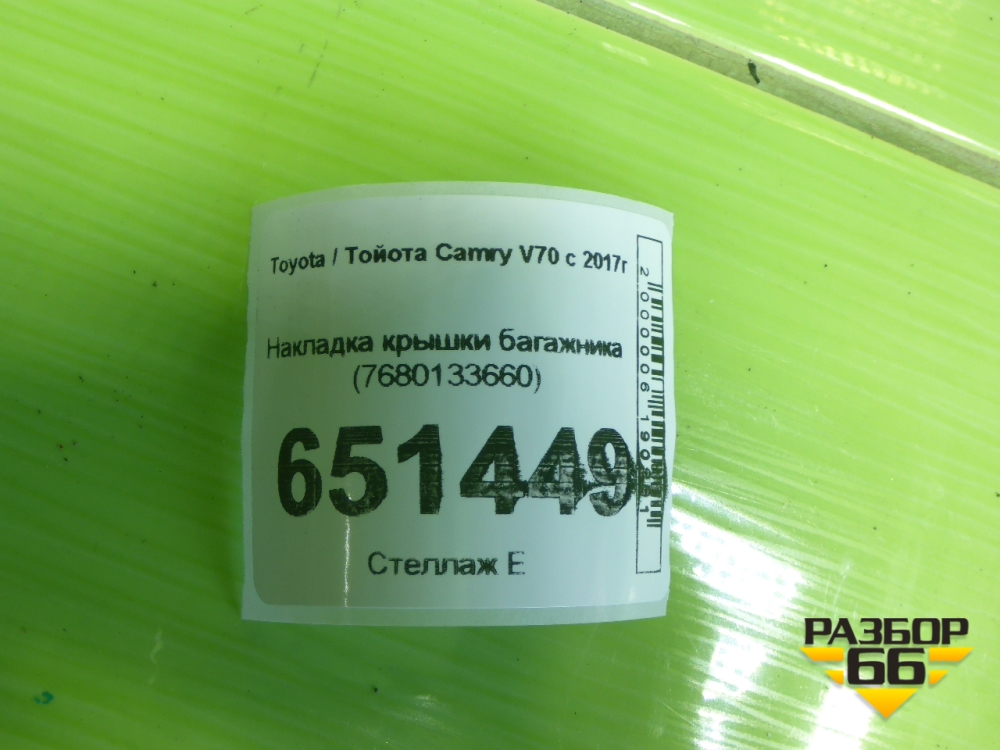 Toyota / Тойота Camry V70 с 2017г
Накладка крышки багажника
(7680133660)
651449
Стеллаж Е
РАЗБОР
66